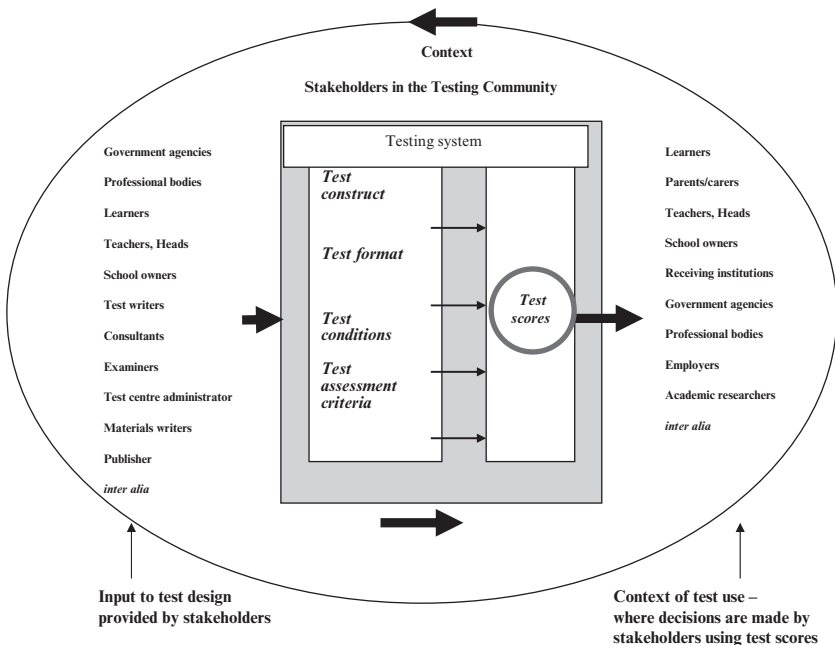 Context
Stakeholders in the Testing Community
Government agencies
Professional bodies
Learners
Teachers, Heads
School owners
Test writers
Consultants
Examiners
Test centre administrator
Materials writers
Publisher
inter alia
Testing system
Test
construct
Test format
Test
conditions
Test
assessment
criteria
Test
scores
Learners
Parents/carers
Teachers, Heads
School owners
Receiving institutions
Government agencies
Professional bodies
Employers
Academic researchers
inter alia
Input to test design
provided by stakeholders
Context of test use –
where decisions are made by
stakeholders using test scores